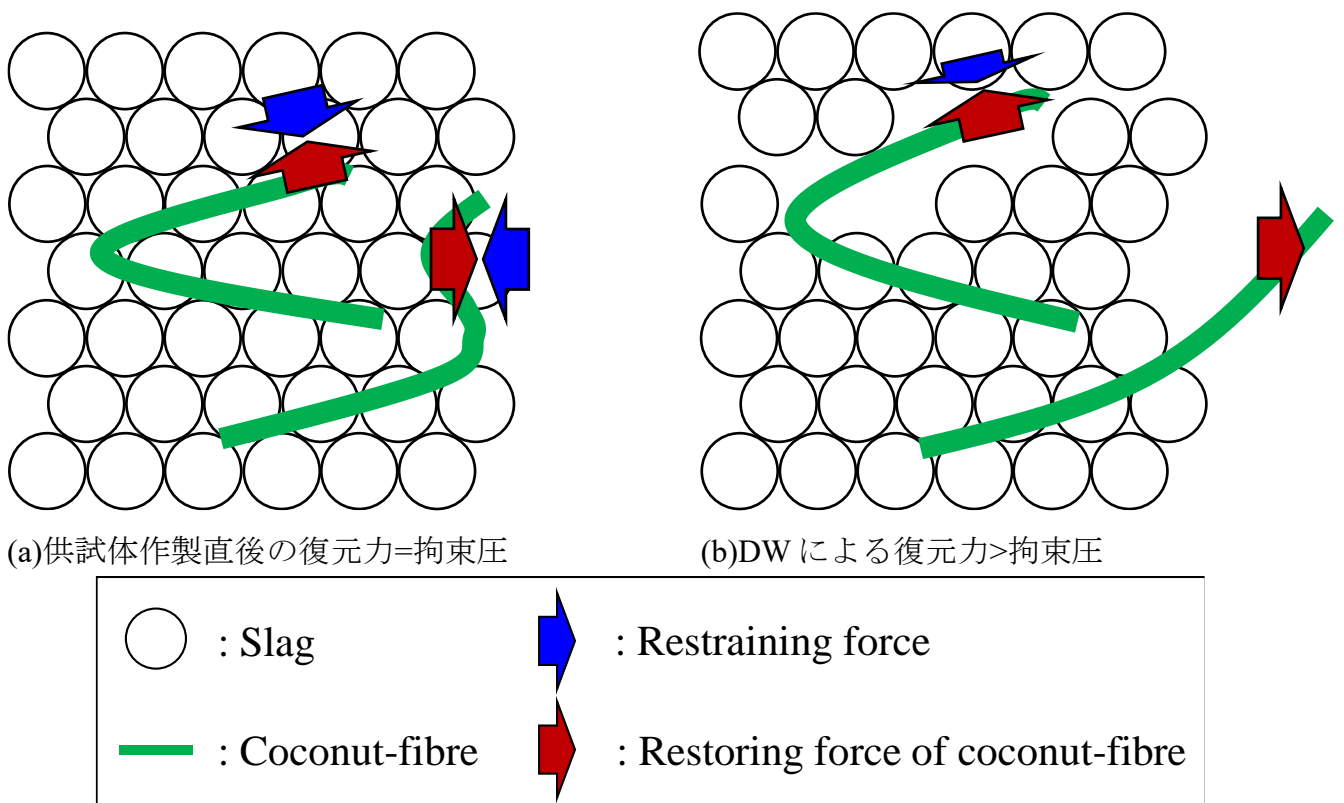 (a)供試体作製直後の復元力=拘束圧
(b)DWによる復元力>拘束圧
: Slag
: Restraining force
: Coconut-fibre
: Restoring force of coconut-fibre